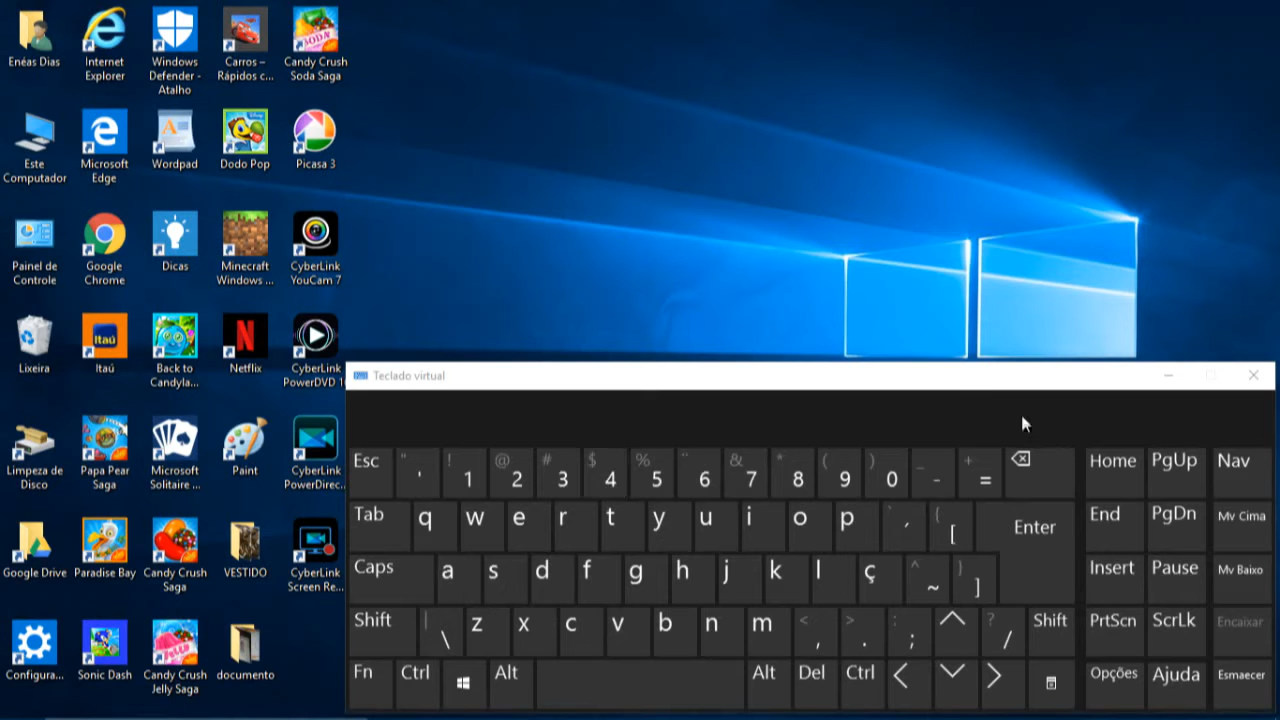 Enéas Dias
Internet
Explorer
Windows
Defender -
Atalho
Carros –
Rápidos c...
Candy Crush
Soda Saga
Este
Computador
Microsoft
Edge
Wordpad
Dodo Pop
Picasa 3
Painel de
Controle
Google
Chrome
Dicas
Minecraft
Windows ...
CyberLink
YouCam 7
Lixeira
Itaú
Itaú
Back to
Candyla...
Netflix
CyberLink
PowerDVD 1
Limpeza de
Disco
Papa Pear
Saga
Microsoft
Solitaire ...
Paint
CyberLink
PowerDirec...
Google Drive
Paradise Bay
Candy Crush
Saga
VESTIDO
CyberLink
Screen Re...
Configura...
Sonic Dash
Candy Crush
Jelly Saga
documento
Teclado virtual
Esc " ' ! 1 @ 2 # 3 $ 4 % 5 ¨ 6 & 7 * 8 ( 9 ) 0 _ - + = Home PgUp Nav
Tab q w e r t y u i o p ` ´ { [ Enter End PgDn Mv Cima
Caps a s d f g h j k l ç ^ ~ } ] Insert Pause Mv Baixo
Shift | \ z x c v b n m < , > . : ; ? / Shift PrtScn ScrLk Encaixar
Fn Ctrl Alt Alt Del Ctrl Opções Ajuda Esmaecer